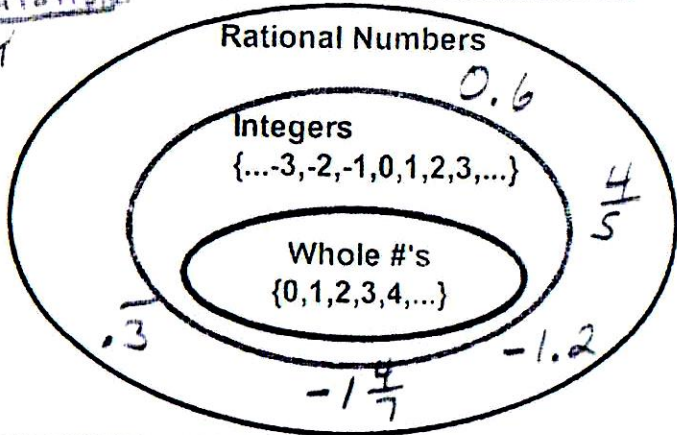 Rational Numbers
0.6
Integers
{...-3,-2,-1,0,1,2,3,...}
4/5
Whole #'s
{0,1,2,3,4,...}
.3̅
-1.2
-1 4/7